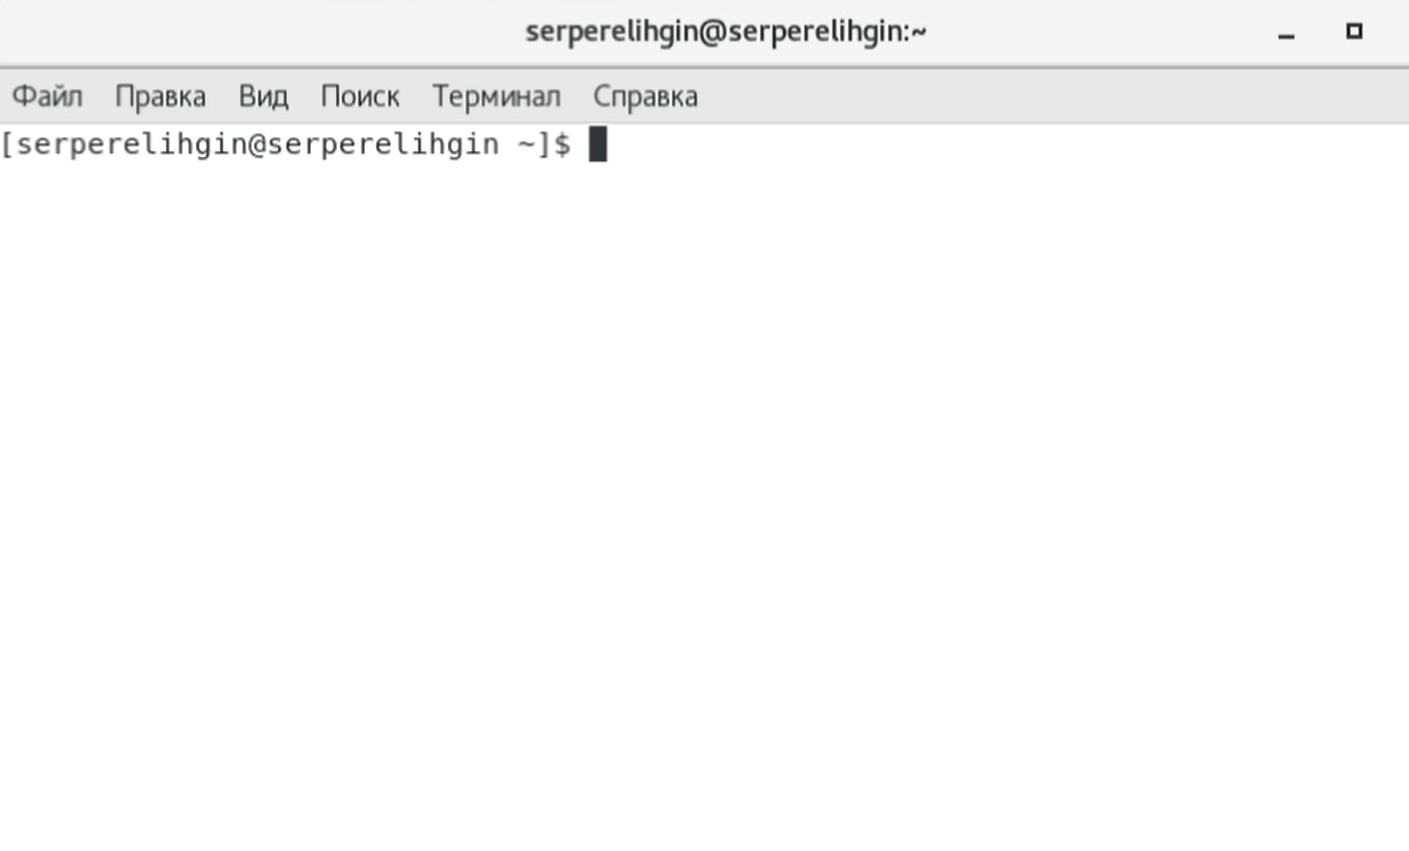 serperelihgin@serperelihgin:~
Файл Правка Вид Поиск Терминал Справка
[serperelihgin@serperelihgin ~]$